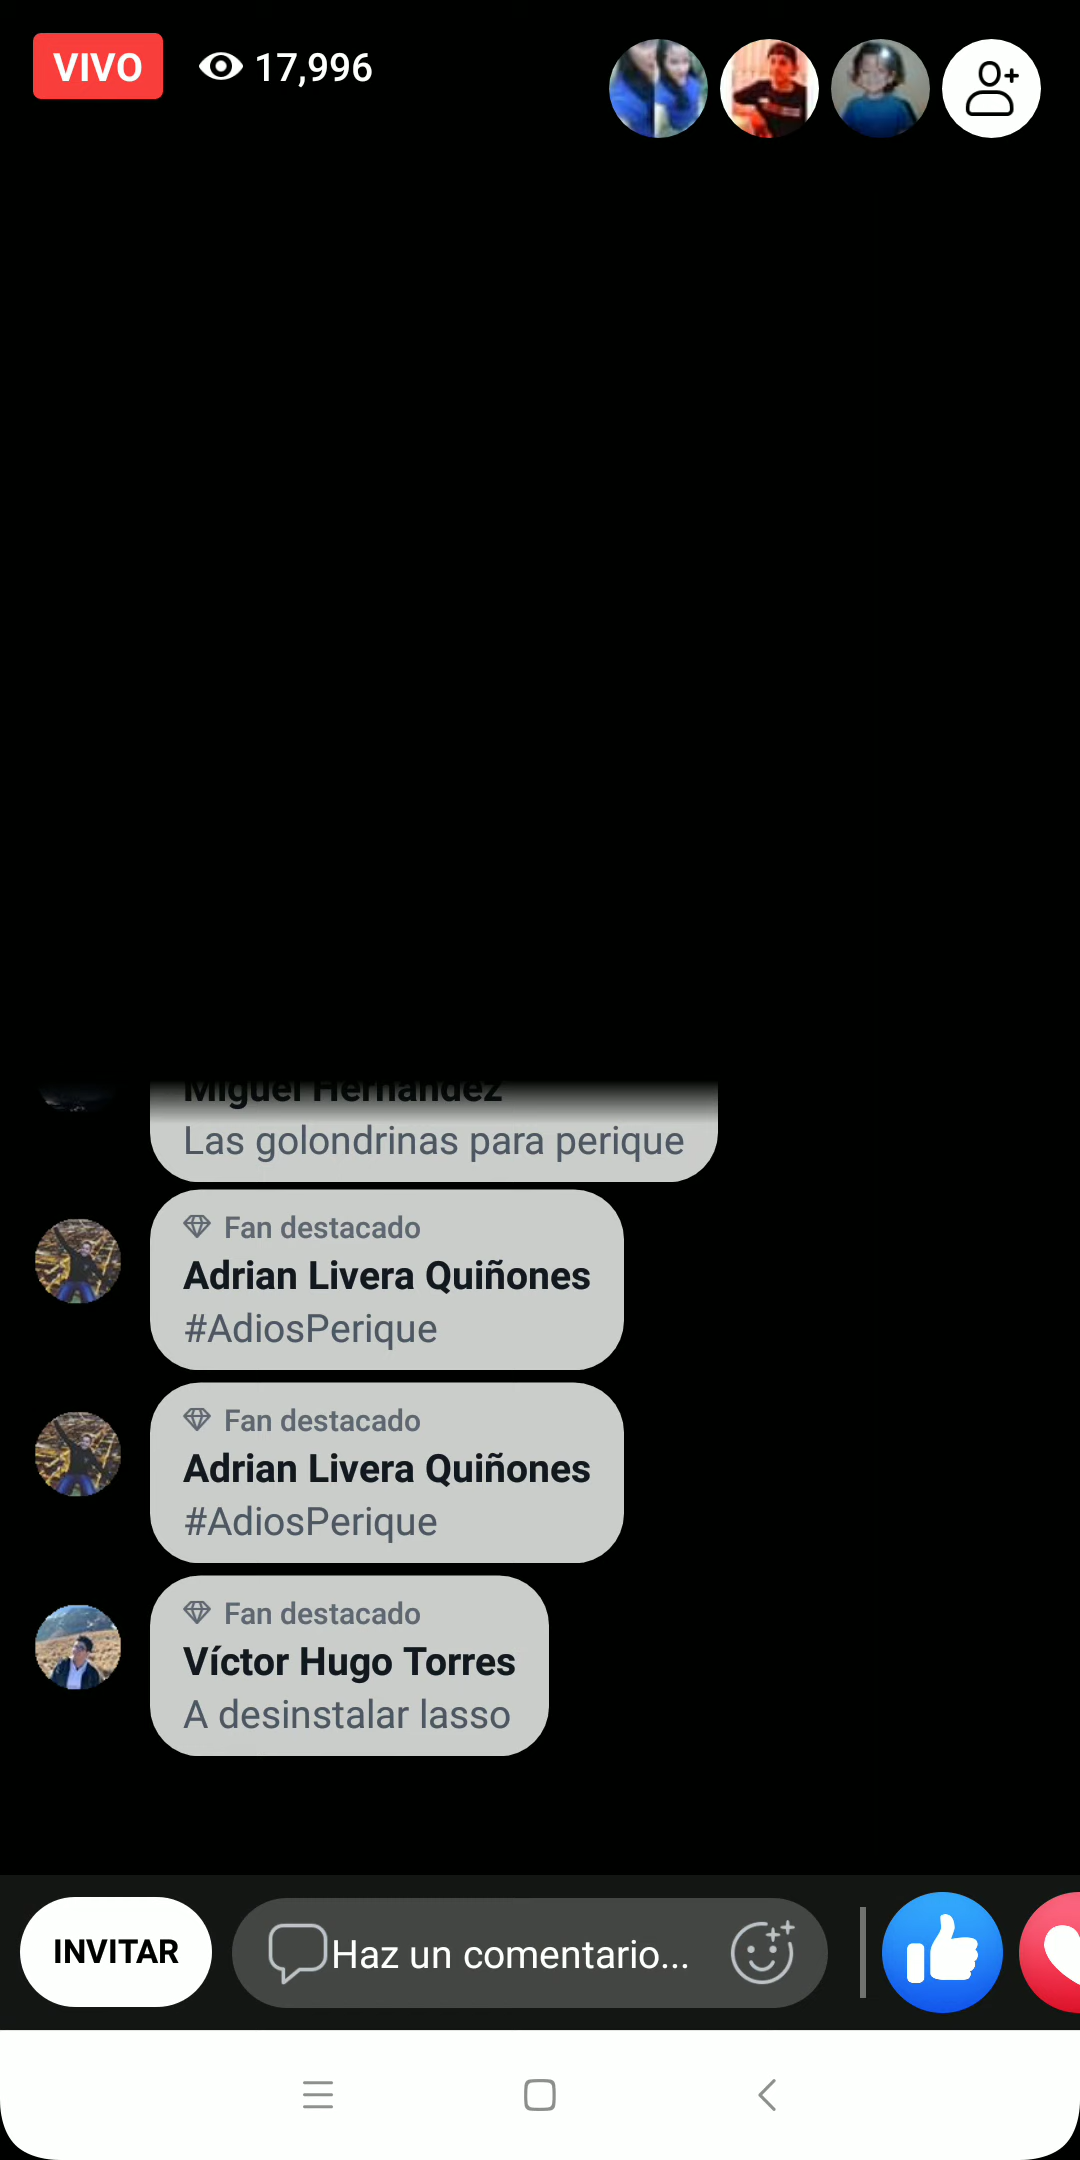 VIVO 17,996
Miguel Hernández
Las golondrinas para perique
Fan destacado
Adrian Livera Quiñones
#AdiosPerique
Fan destacado
Adrian Livera Quiñones
#AdiosPerique
Fan destacado
Víctor Hugo Torres
A desinstalar lasso
INVITAR Haz un comentario...